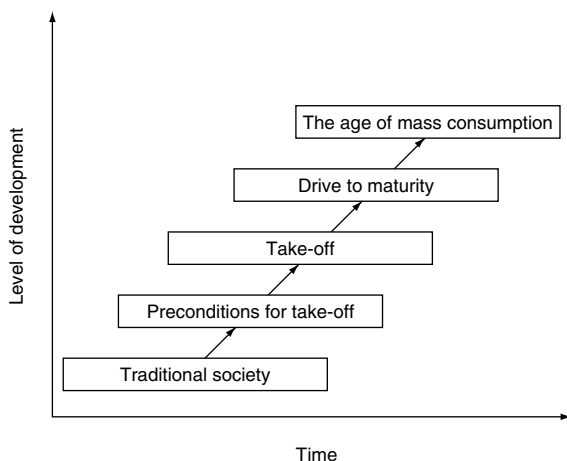 Level of development
The age of mass consumption
Drive to maturity
Take-off
Preconditions for take-off
Traditional society
Time